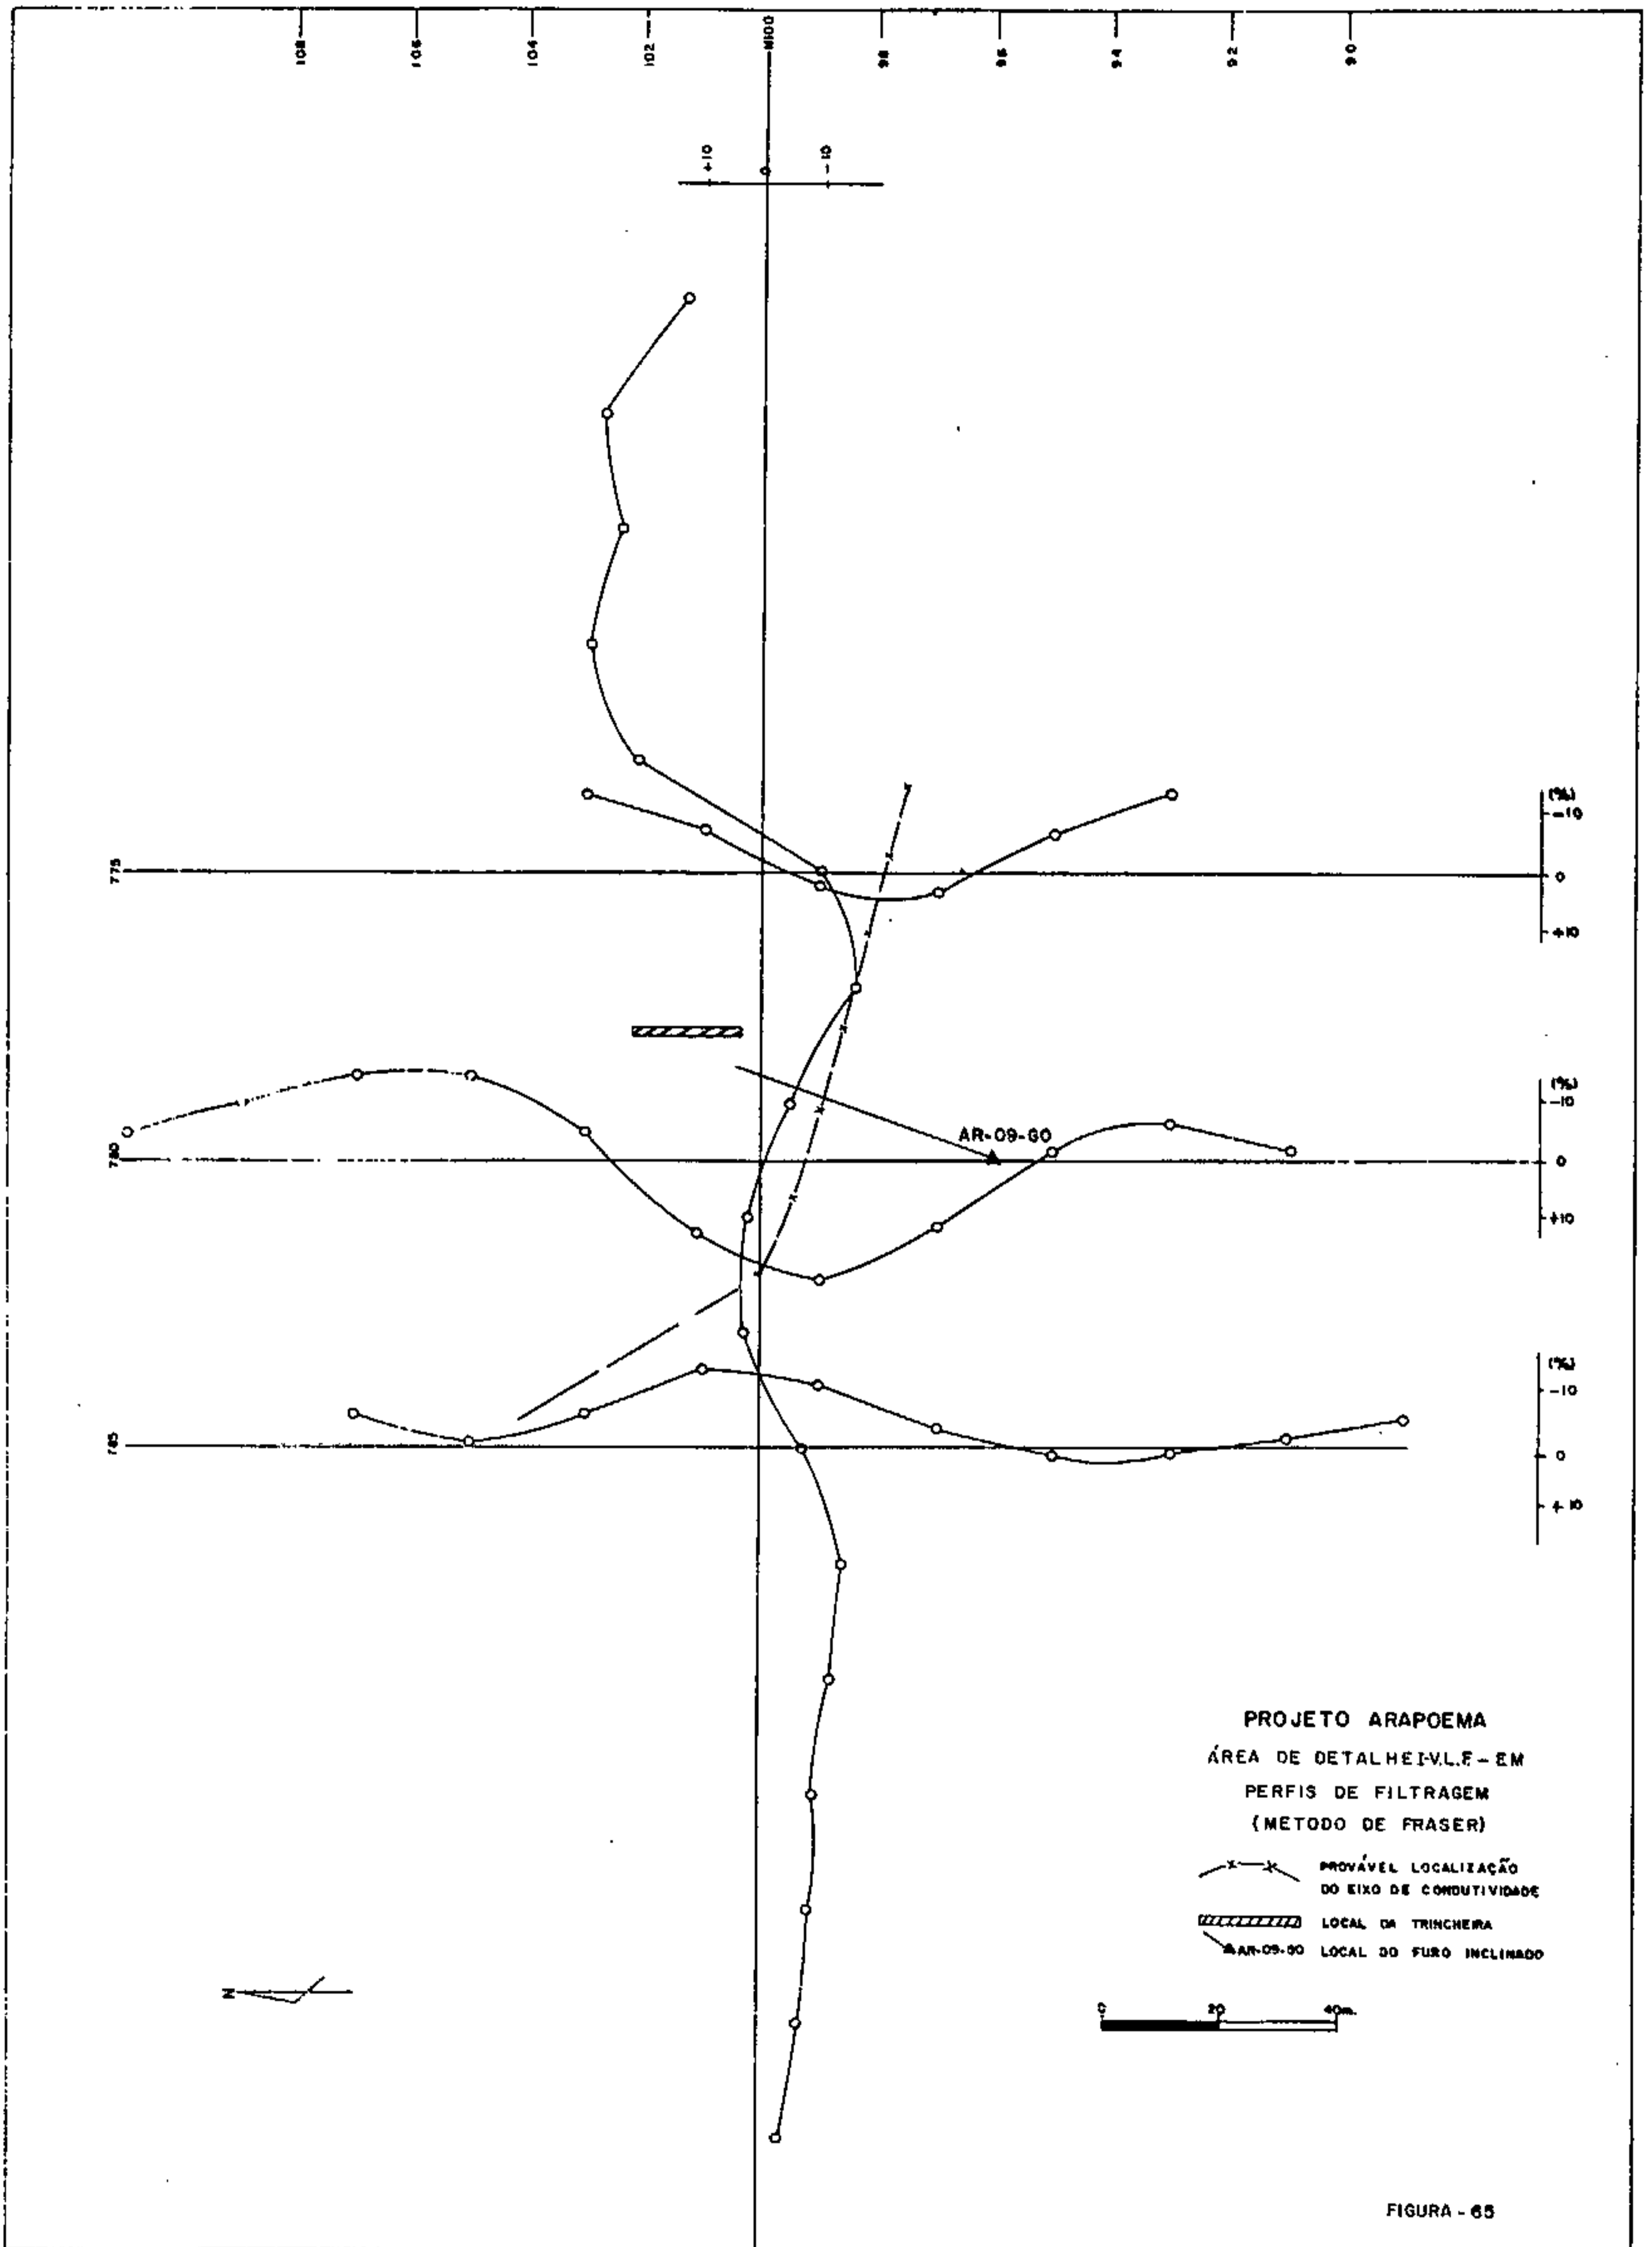 108
106
104
102
N100
98
96
94
92
90
+10
0
-10
775
(%)
-10
0
+10
780
AR-09-GO
(%)
-10
0
+10
785
(%)
-10
0
+10
PROJETO ARAPOEMA
ÁREA DE DETALHE I-V.L.F-EM
PERFIS DE FILTRAGEM
(METODO DE FRASER)
PROVÁVEL LOCALIZAÇÃO
DO EIXO DE CONDUTIVIDADE
LOCAL DA TRINCHEIRA
AR-09-GO LOCAL DO FURO INCLINADO
N
0 20 40m.
FIGURA - 65